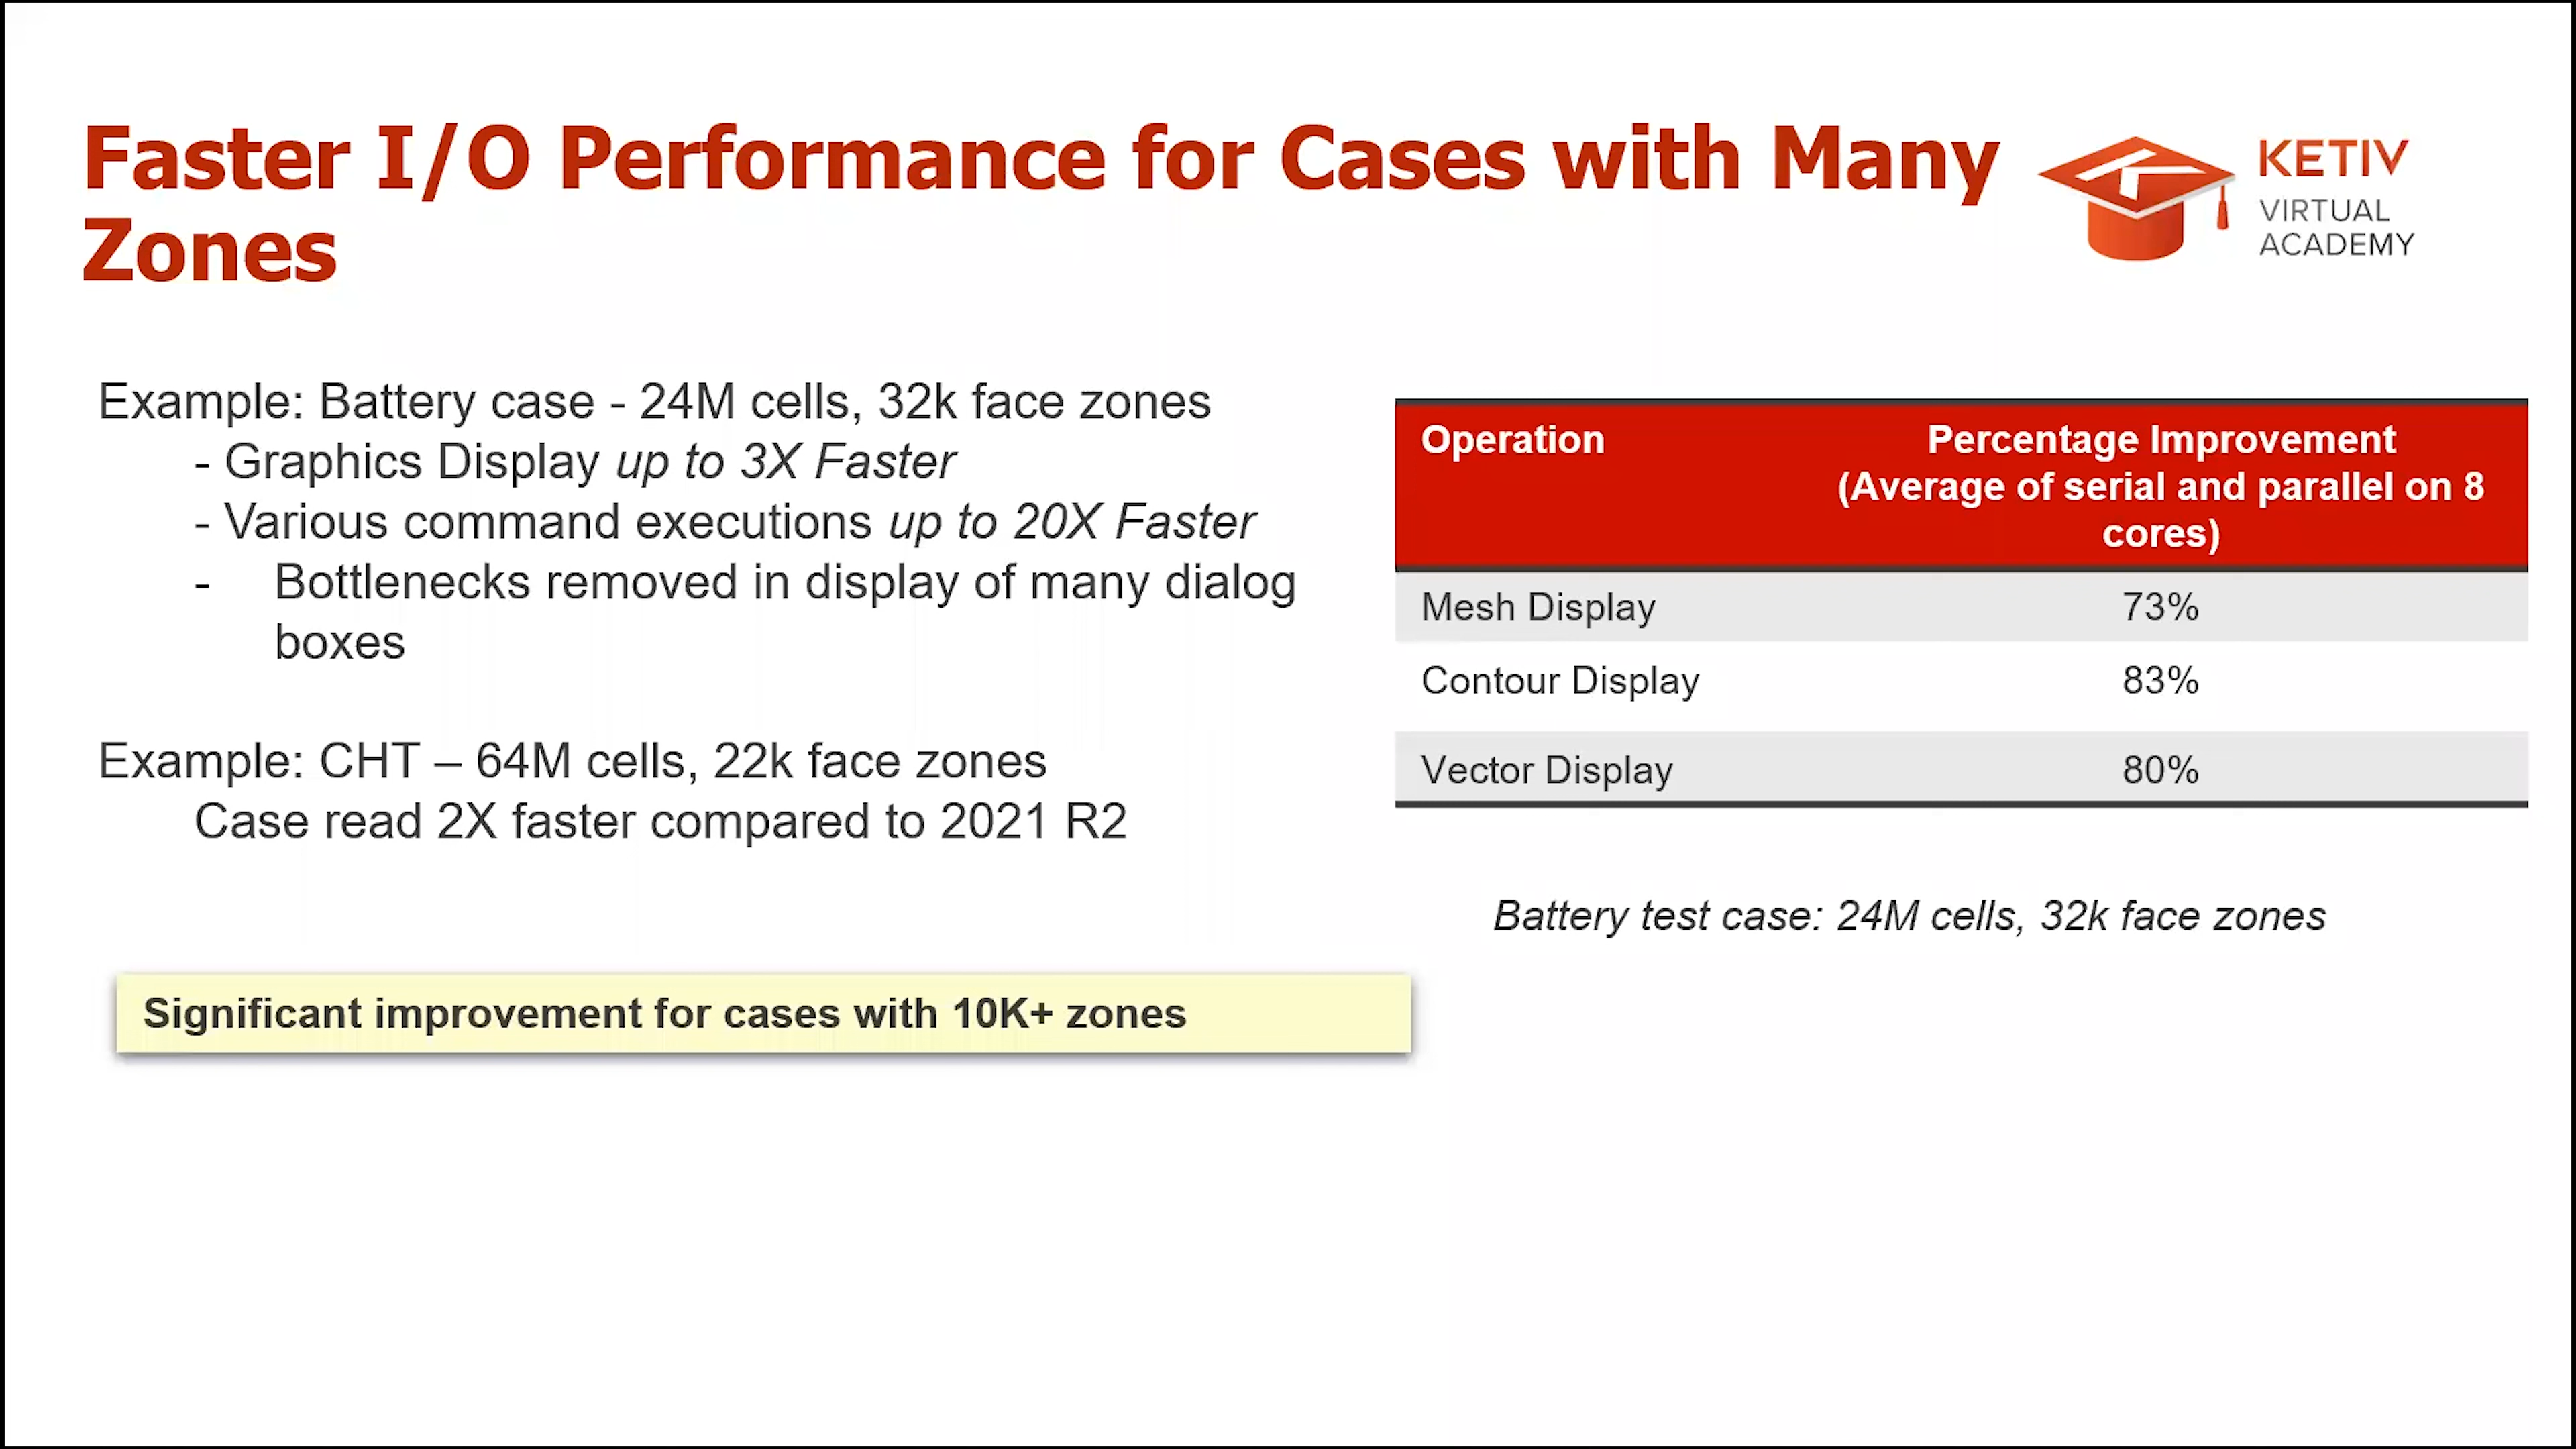 Faster I/O Performance for Cases with Many
Zones
KETIV
VIRTUAL
ACADEMY
Example: Battery case - 24M cells, 32k face zones
- Graphics Display up to 3X Faster
- Various command executions up to 20X Faster
- Bottlenecks removed in display of many dialog
boxes
Example: CHT – 64M cells, 22k face zones
Case read 2X faster compared to 2021 R2
Significant improvement for cases with 10K+ zones
Operation Percentage Improvement
(Average of serial and parallel on 8
cores)
Mesh Display 73%
Contour Display 83%
Vector Display 80%
Battery test case: 24M cells, 32k face zones